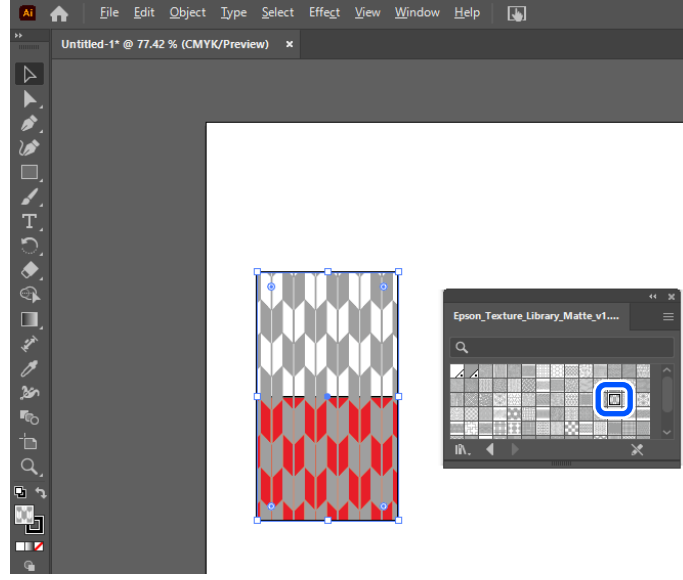 Ai File Edit Object Type Select Effect View Window Help
Untitled-1* @ 77.42 % (CMYK/Preview) ×
Epson_Texture_Library_Matte_v1....